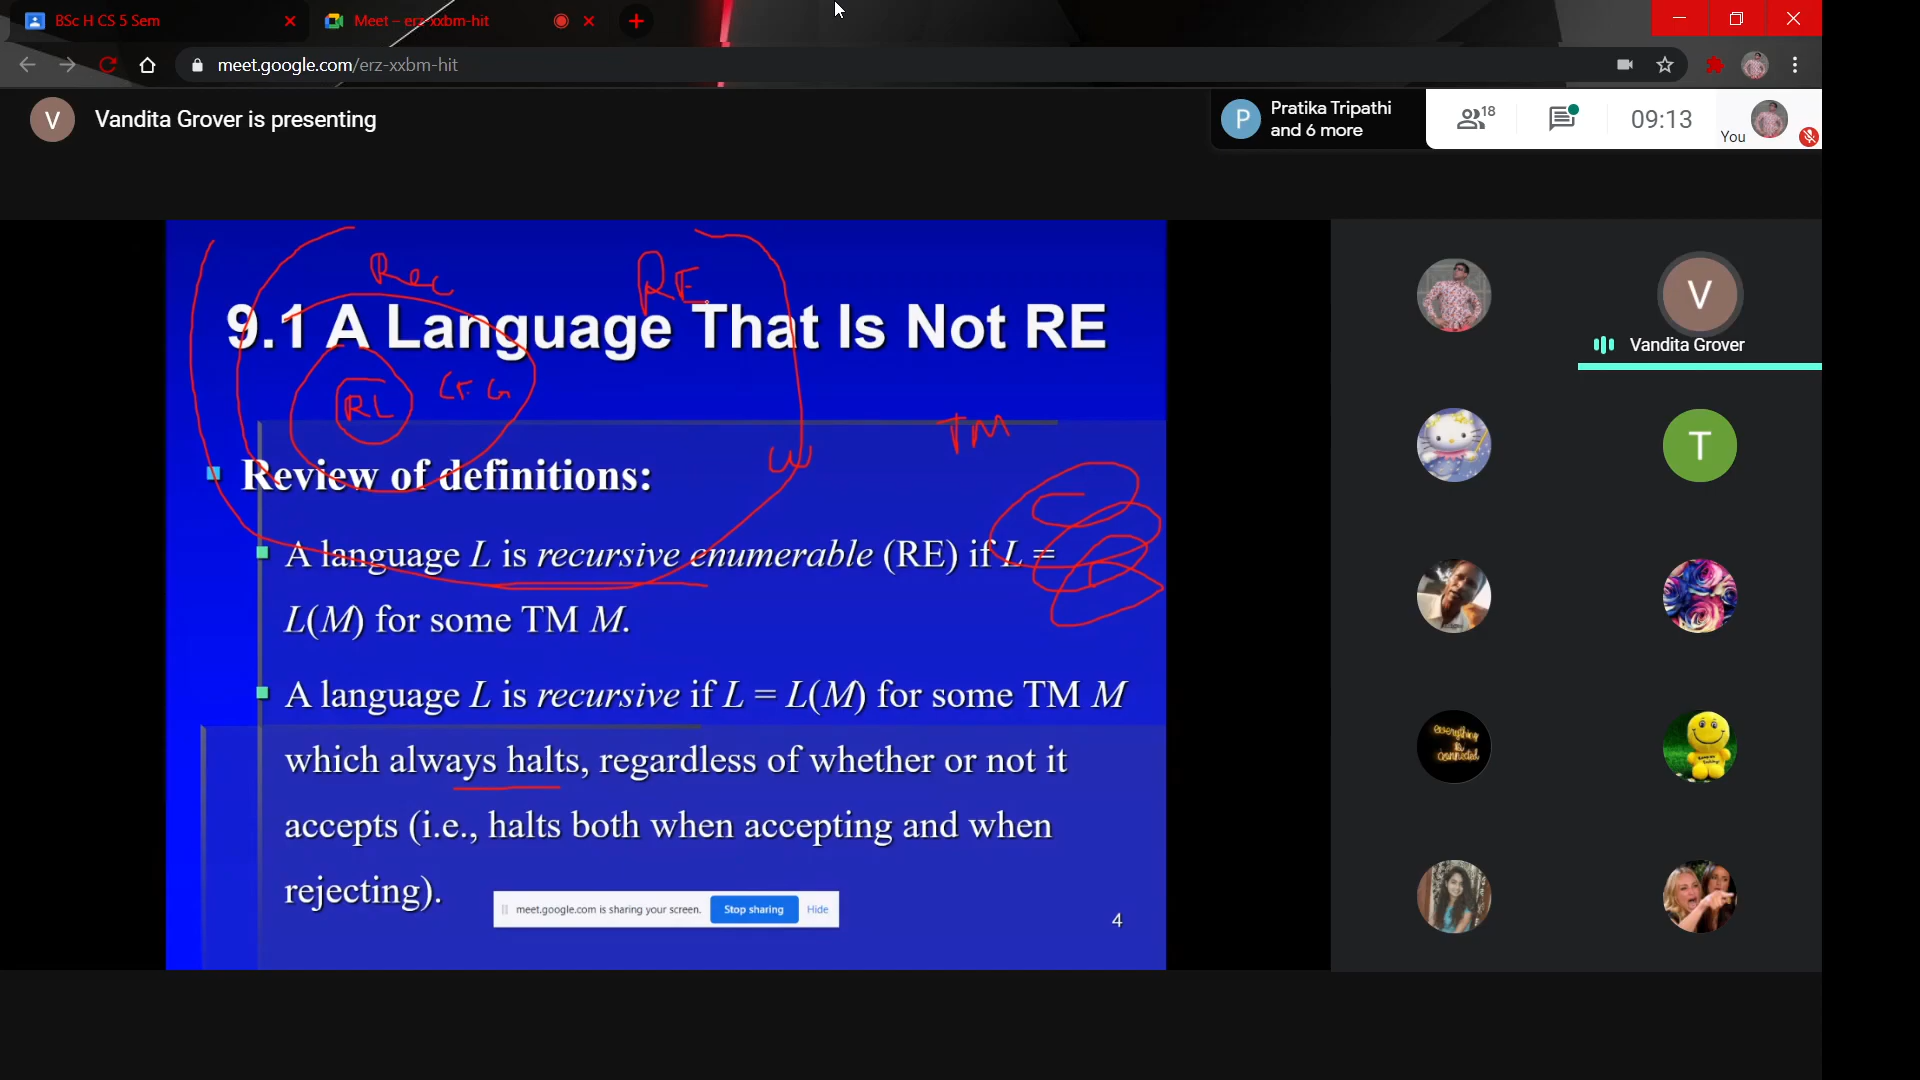 BSc H CS 5 Sem
Meet – erz-xxbm-hit
meet.google.com/erz-xxbm-hit
V
Vandita Grover is presenting
P
Pratika Tripathi
and 6 more
18
09:13
You
Rec
RE
9.1 A Language That Is Not RE
RL
CFG
TM
w
Review of definitions:
A language L is recursive enumerable (RE) if L =
L(M) for some TM M.
A language L is recursive if L = L(M) for some TM M
which always halts, regardless of whether or not it
accepts (i.e., halts both when accepting and when
rejecting).
meet.google.com is sharing your screen.
Stop sharing
Hide
4
V
Vandita Grover
T
everything
is
connected